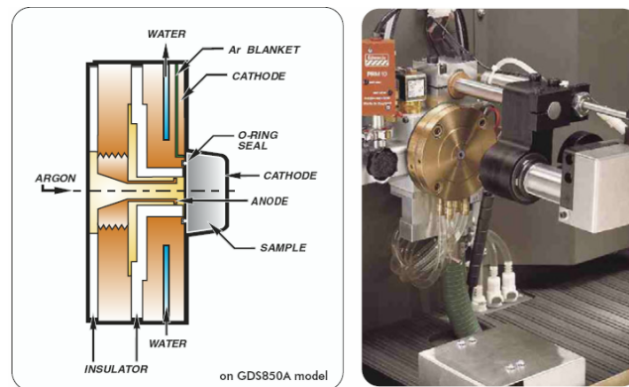 WATER
Ar BLANKET
CATHODE
O-RING
SEAL
ARGON
CATHODE
ANODE
SAMPLE
WATER
INSULATOR
on GDS850A model